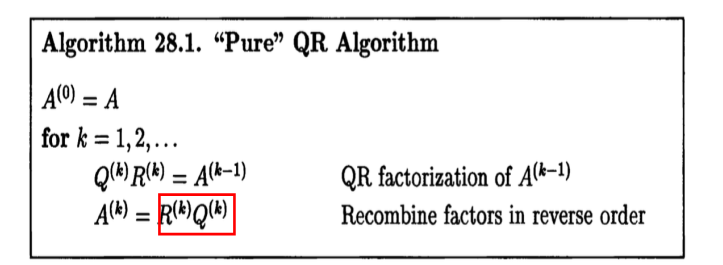 Algorithm 28.1. “Pure” QR Algorithm
A⁽⁰⁾ = A
for k = 1, 2, . . .
Q⁽ᵏ⁾R⁽ᵏ⁾ = A⁽ᵏ⁻¹⁾ QR factorization of A⁽ᵏ⁻¹⁾
A⁽ᵏ⁾ = R⁽ᵏ⁾Q⁽ᵏ⁾ Recombine factors in reverse order